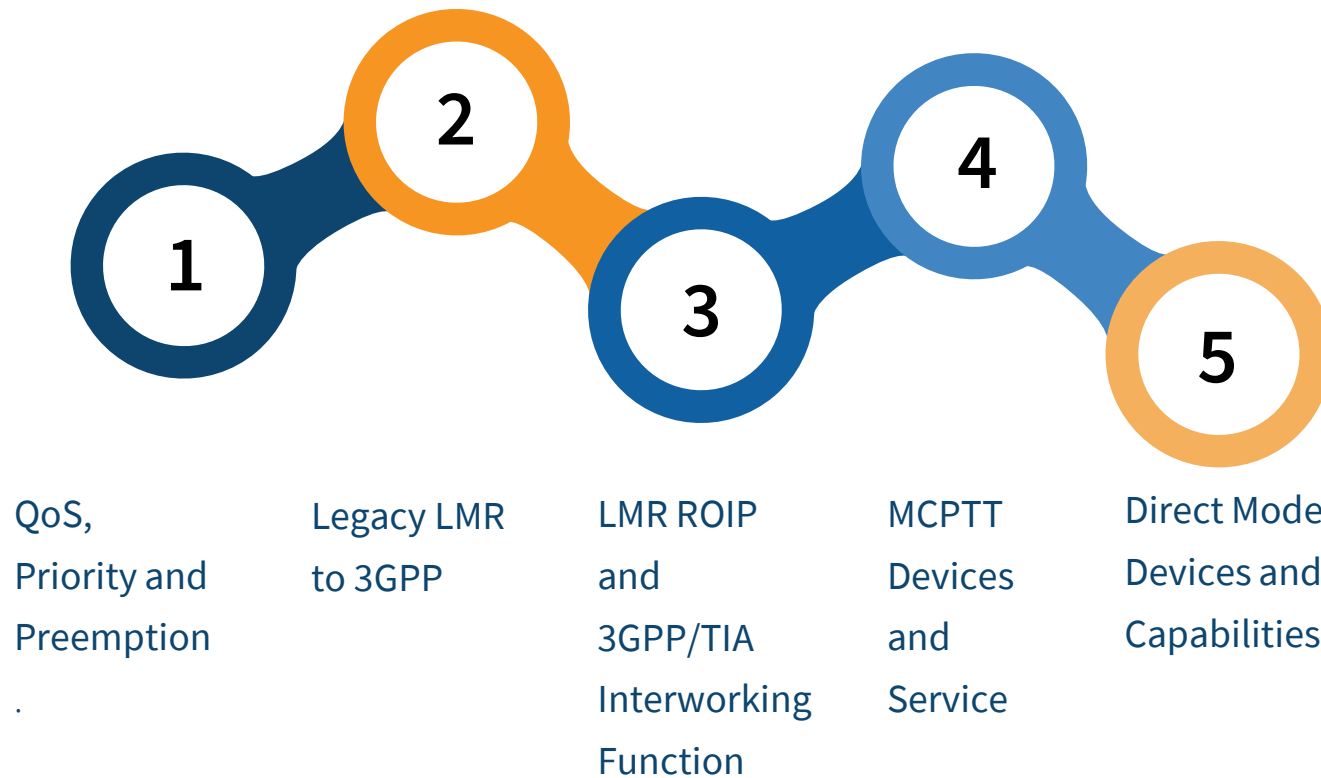 1
2
3
4
5
QoS,
Priority and
Preemption
.
Legacy LMR
to 3GPP
LMR ROIP
and
3GPP/TIA
Interworking
Function
MCPTT
Devices
and
Service
Direct Mode
Devices and
Capabilities